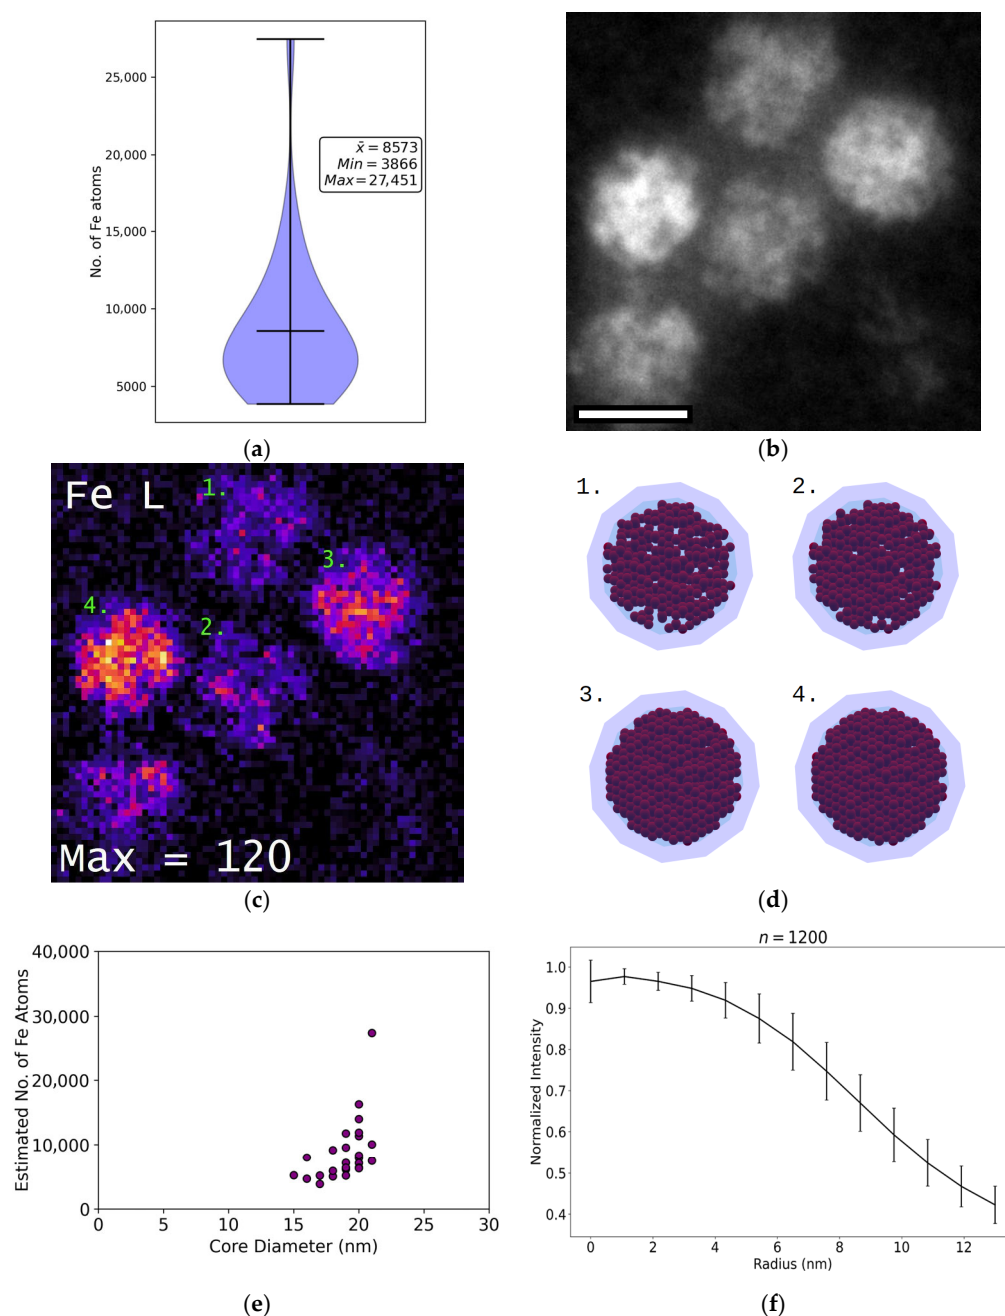 25,000
20,000
15,000
10,000
5000
No. of Fe atoms
x̄ = 8573
Min = 3866
Max = 27,451
(a)
(b)
Fe L
1.
3.
4.
2.
Max = 120
(c)
1.
2.
3.
4.
(d)
40,000
30,000
20,000
10,000
0
0 5 10 15 20 25 30
Estimated No. of Fe Atoms
Core Diameter (nm)
(e)
n = 1200
1.0
0.9
0.8
0.7
0.6
0.5
0.4
0 2 4 6 8 10 12
Normalized Intensity
Radius (nm)
(f)